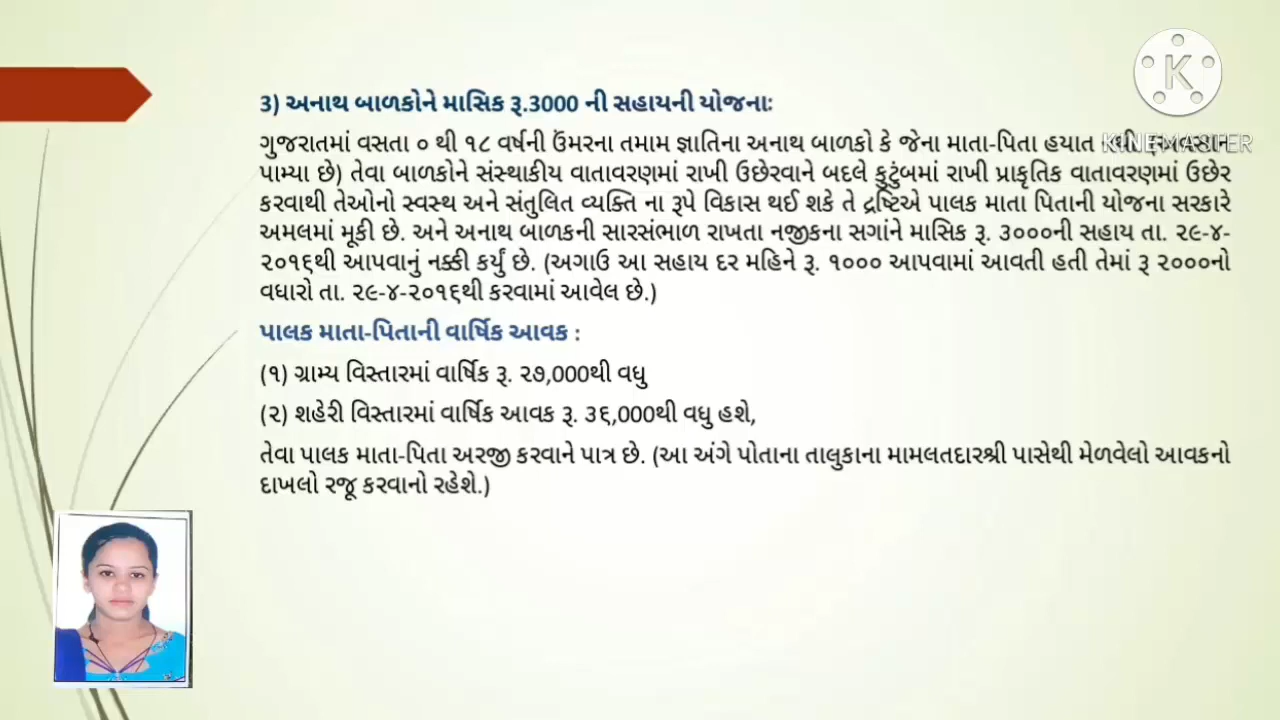 3) અનાથ બાળકોને માસિક રૂ.3000 ની સહાયની યોજનાઃ
K
KINEMASTER
ગુજરાતમાં વસતા ૦ થી ૧૮ વર્ષની ઉંમરના તમામ જ્ઞાતિના અનાથ બાળકો કે જેના માતા-પિતા હયાત
પામ્યા છે) તેવા બાળકોને સંસ્થાકીય વાતાવરણમાં રાખી ઉછેરવાને બદલે કુટુંબમાં રાખી પ્રાકૃતિક વાતાવરણમાં ઉછેર
કરવાથી તેઓનો સ્વસ્થ અને સંતુલિત વ્યક્તિ ના રૂપે વિકાસ થઈ શકે તે દ્રષ્ટિએ પાલક માતા પિતાની યોજના સરકારે
અમલમાં મૂકી છે. અને અનાથ બાળકની સારસંભાળ રાખતા નજીકના સગાંને માસિક રૂ. ૩૦૦૦ની સહાય તા. ૨૯-૪-
૨૦૧૬થી આપવાનું નક્કી કર્યું છે. (અગાઉ આ સહાય દર મહિને રૂ. ૧૦૦૦ આપવામાં આવતી હતી તેમાં રૂ ૨૦૦૦નો
વધારો તા. ૨૯-૪-૨૦૧૬થી કરવામાં આવેલ છે.)
પાલક માતા-પિતાની વાર્ષિક આવક :
(૧) ગ્રામ્ય વિસ્તારમાં વાર્ષિક રૂ. ૨૭,000થી વધુ
(૨) શહેરી વિસ્તારમાં વાર્ષિક આવક રૂ. ૩૬,000થી વધુ હશે,
તેવા પાલક માતા-પિતા અરજી કરવાને પાત્ર છે. (આ અંગે પોતાના તાલુકાના મામલતદારશ્રી પાસેથી મેળવેલો આવકનો
દાખલો રજૂ કરવાનો રહેશે.)